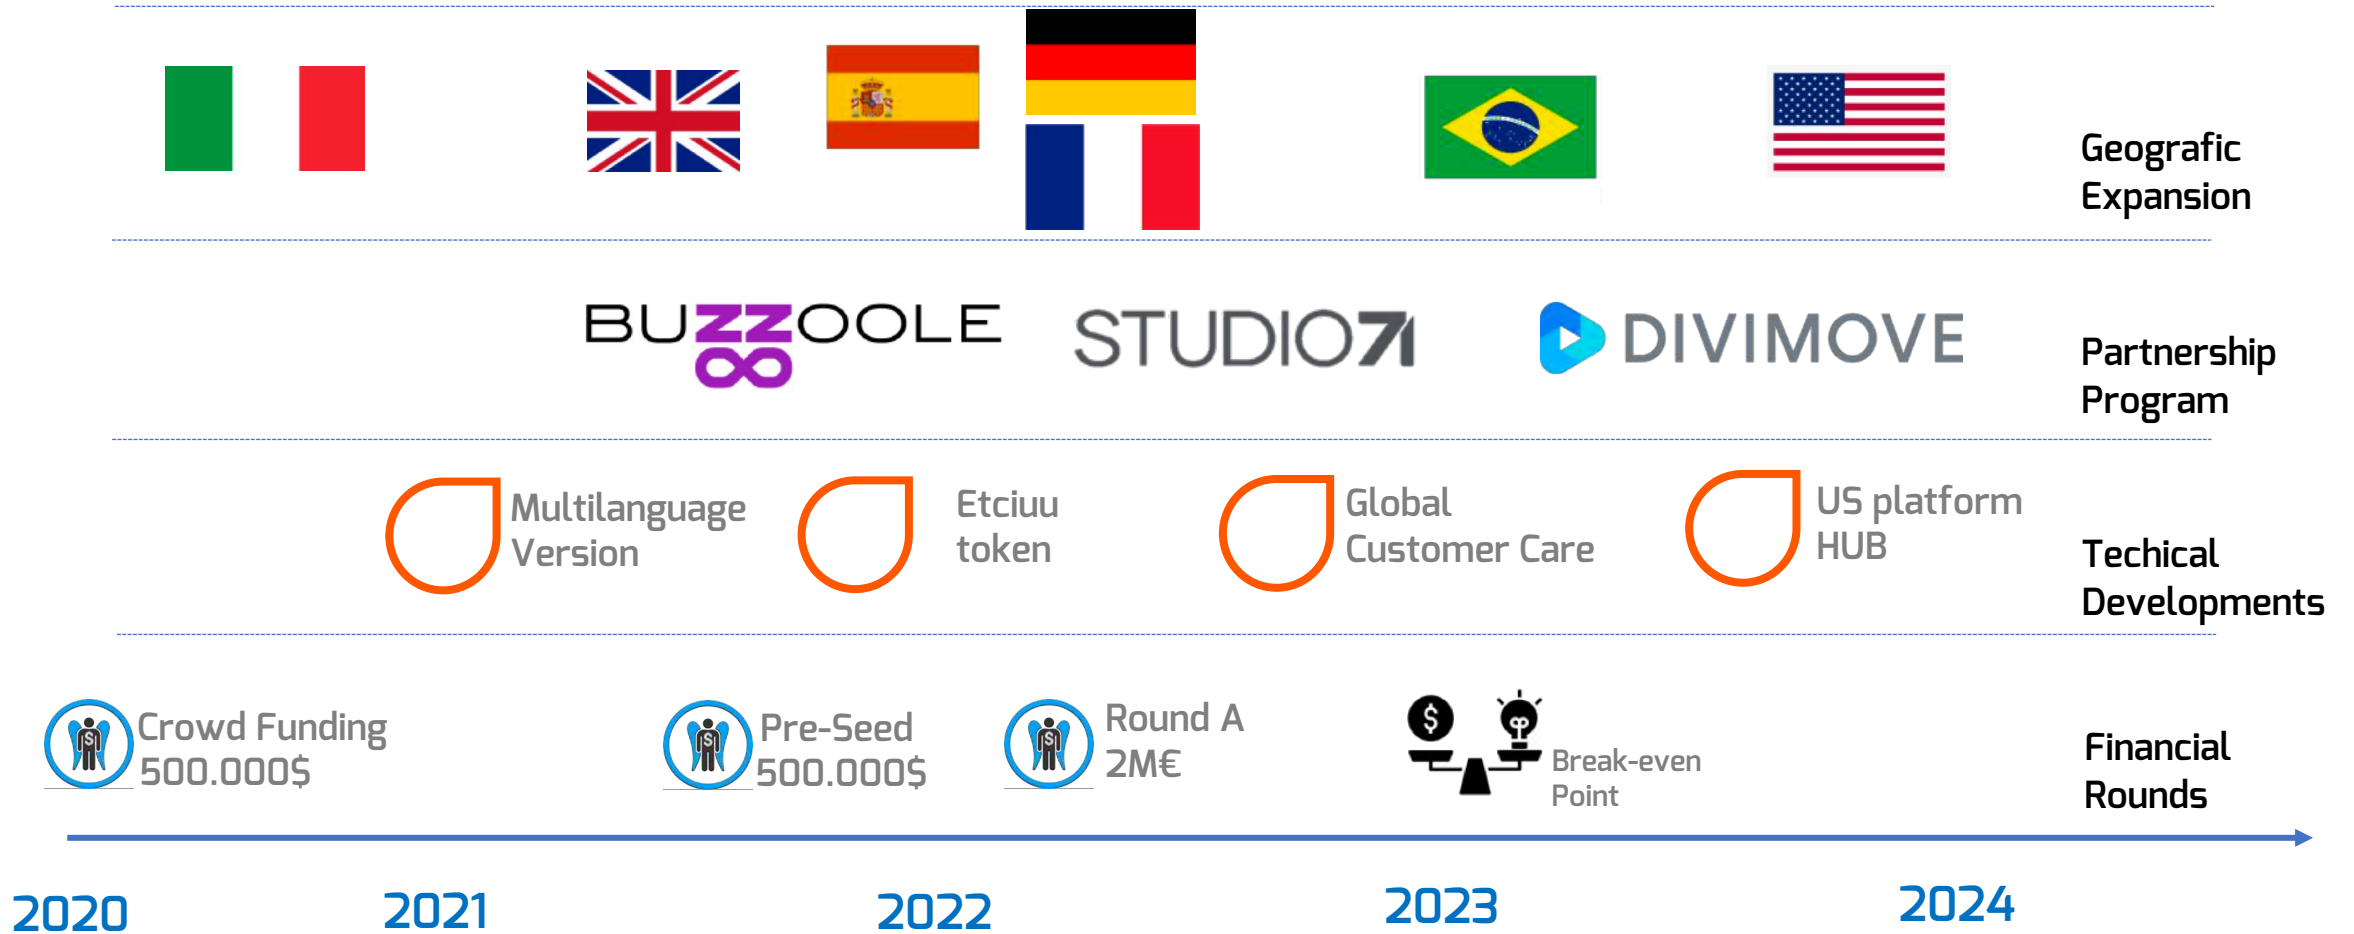 Geografic
Expansion
BUZZOOLE
STUDIO71
DIVIMOVE
Partnership
Program
Multilanguage
Version
Etciuu
token
Global
Customer Care
US platform
HUB
Techical
Developments
Crowd Funding
500.000$
Pre-Seed
500.000$
Round A
2M€
$
Break-even
Point
Financial
Rounds
2020
2021
2022
2023
2024